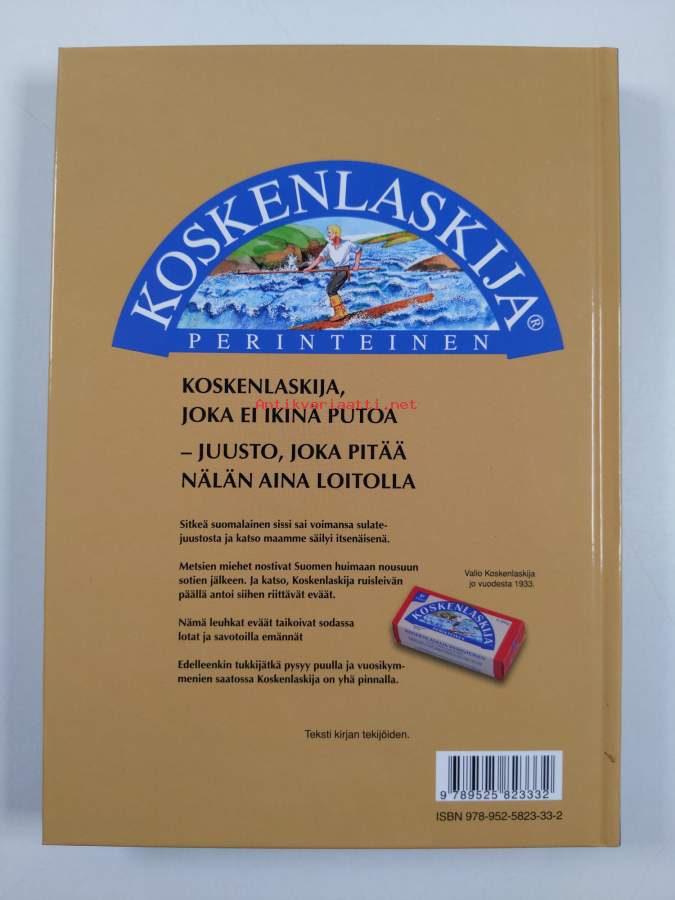 KOSKENLASKIJA®
PERINTEINEN
KOSKENLASKIJA,
JOKA EI IKINÄ PUTOA
Antikvariaatti.net
– JUUSTO, JOKA PITÄÄ
NÄLÄN AINA LOITOLLA
Sitkeä suomalainen sissi sai voimansa sulate-
juustosta ja katso maamme säilyi itsenäisenä.
Metsien miehet nostivat Suomen huimaan nousuun
sotien jälkeen. Ja katso, Koskenlaskija ruisleivän
päällä antoi siihen riittävät eväät.
Valio Koskenlaskija
jo vuodesta 1933.
KOSKENLASKIJA
Nämä leuhkat eväät taikoivat sodassa
lotat ja savotoilla emännät
Edelleenkin tukkijätkä pysyy puulla ja vuosikym-
menien saatossa Koskenlaskija on yhä pinnalla.
Teksti kirjan tekijöiden.
9 789525 823332
ISBN 978-952-5823-33-2